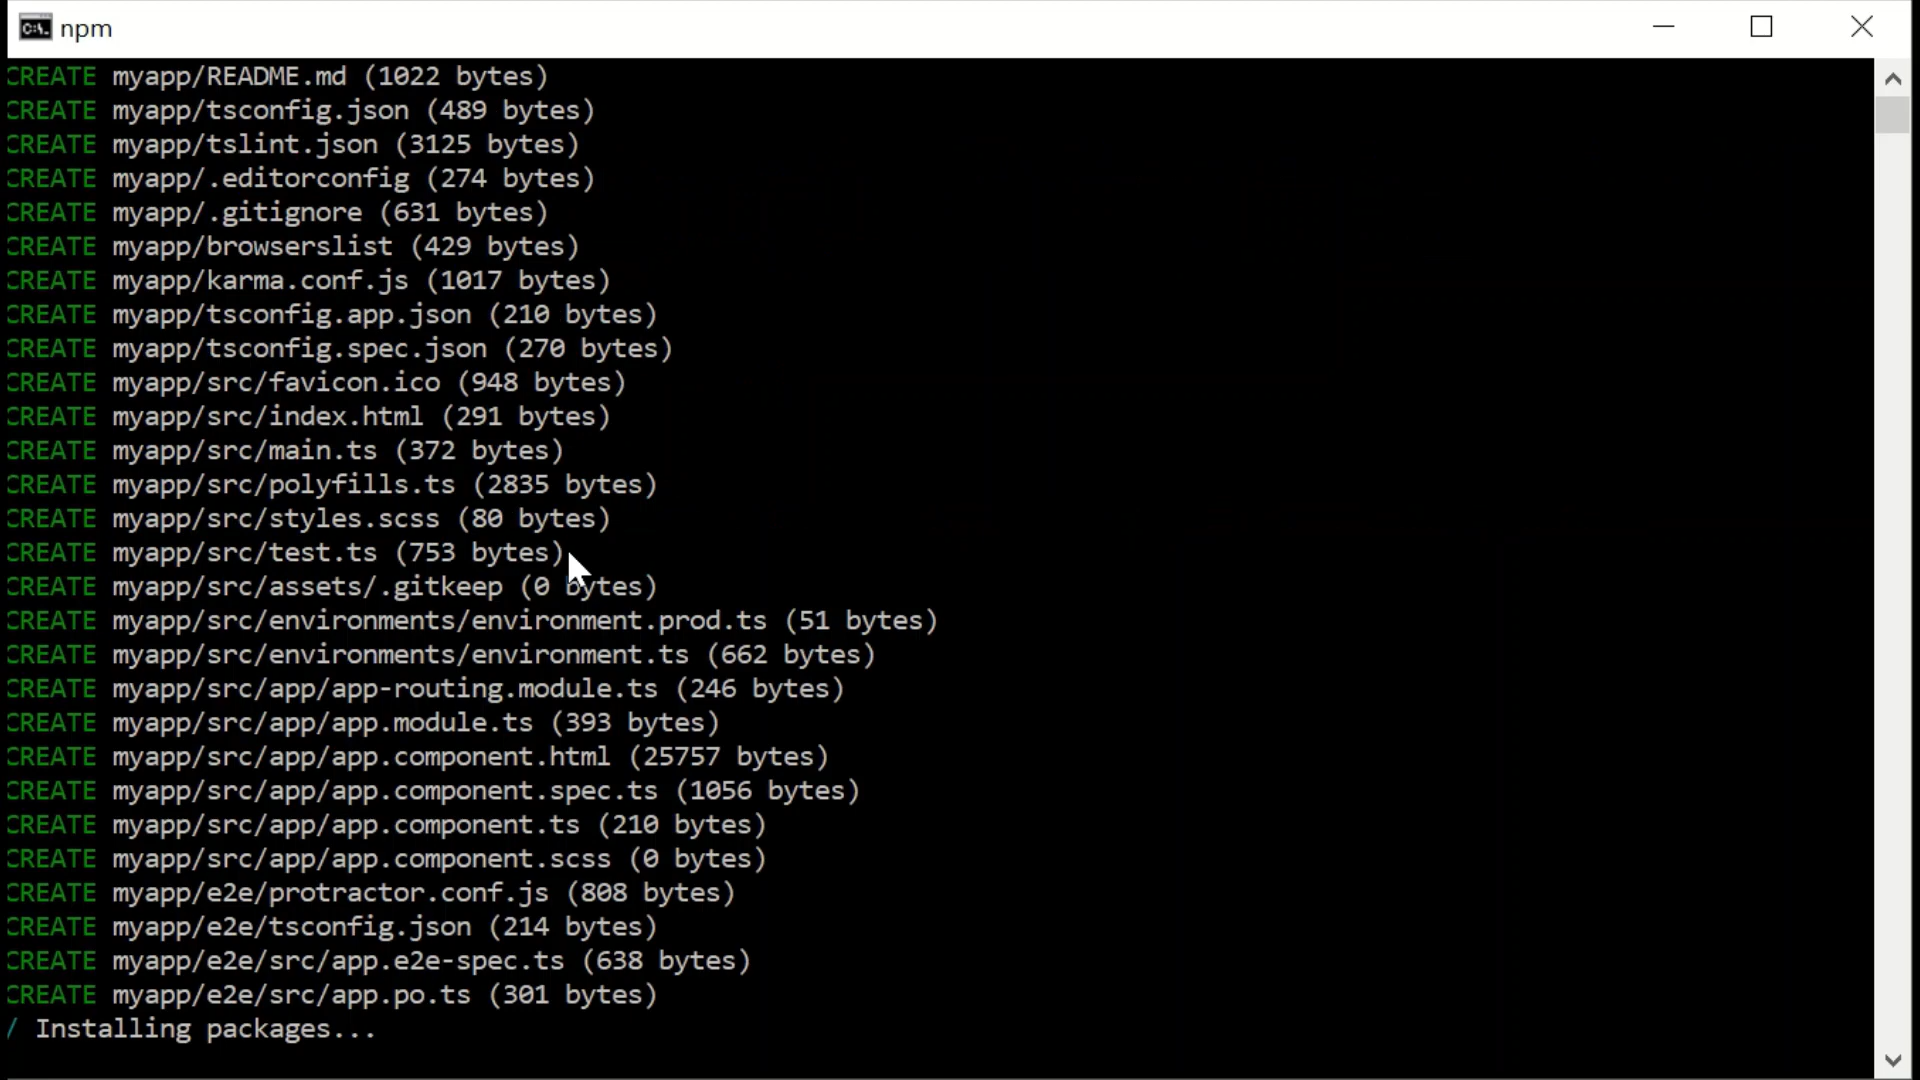 npm
CREATE myapp/README.md (1022 bytes)
CREATE myapp/tsconfig.json (489 bytes)
CREATE myapp/tslint.json (3125 bytes)
CREATE myapp/.editorconfig (274 bytes)
CREATE myapp/.gitignore (631 bytes)
CREATE myapp/browserslist (429 bytes)
CREATE myapp/karma.conf.js (1017 bytes)
CREATE myapp/tsconfig.app.json (210 bytes)
CREATE myapp/tsconfig.spec.json (270 bytes)
CREATE myapp/src/favicon.ico (948 bytes)
CREATE myapp/src/index.html (291 bytes)
CREATE myapp/src/main.ts (372 bytes)
CREATE myapp/src/polyfills.ts (2835 bytes)
CREATE myapp/src/styles.scss (80 bytes)
CREATE myapp/src/test.ts (753 bytes)
CREATE myapp/src/assets/.gitkeep (0 bytes)
CREATE myapp/src/environments/environment.prod.ts (51 bytes)
CREATE myapp/src/environments/environment.ts (662 bytes)
CREATE myapp/src/app/app-routing.module.ts (246 bytes)
CREATE myapp/src/app/app.module.ts (393 bytes)
CREATE myapp/src/app/app.component.html (25757 bytes)
CREATE myapp/src/app/app.component.spec.ts (1056 bytes)
CREATE myapp/src/app/app.component.ts (210 bytes)
CREATE myapp/src/app/app.component.scss (0 bytes)
CREATE myapp/e2e/protractor.conf.js (808 bytes)
CREATE myapp/e2e/tsconfig.json (214 bytes)
CREATE myapp/e2e/src/app.e2e-spec.ts (638 bytes)
CREATE myapp/e2e/src/app.po.ts (301 bytes)
/ Installing packages...